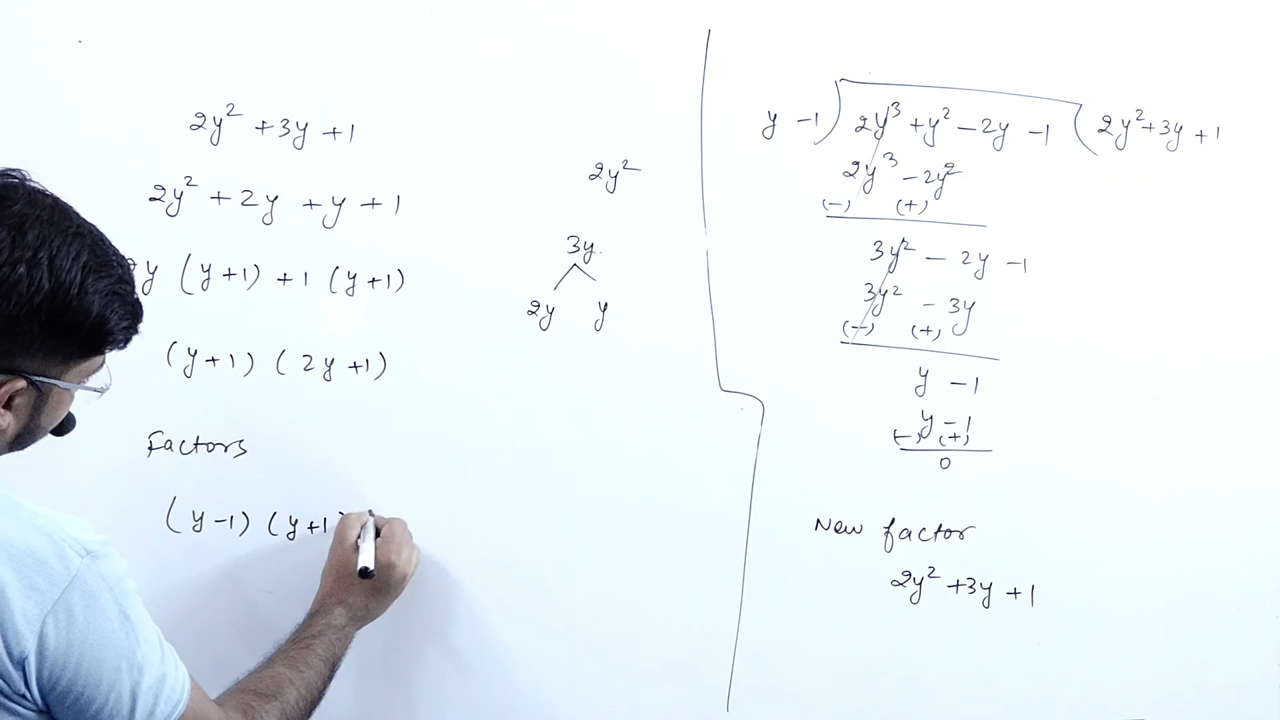 2y² + 3y + 1
2y² + 2y + y + 1
y (y+1) + 1 (y+1)
(y+1) (2y+1)
Factors
(y-1) (y+1)
2y²
3y
2y y
y -1) 2y³ + y² - 2y - 1 (2y² + 3y + 1
2y³ - 2y²
(-) (+)
3y² - 2y - 1
3y² - 3y
(-) (+)
y - 1
y - 1
(-) (+)
0
New factor
2y² + 3y + 1